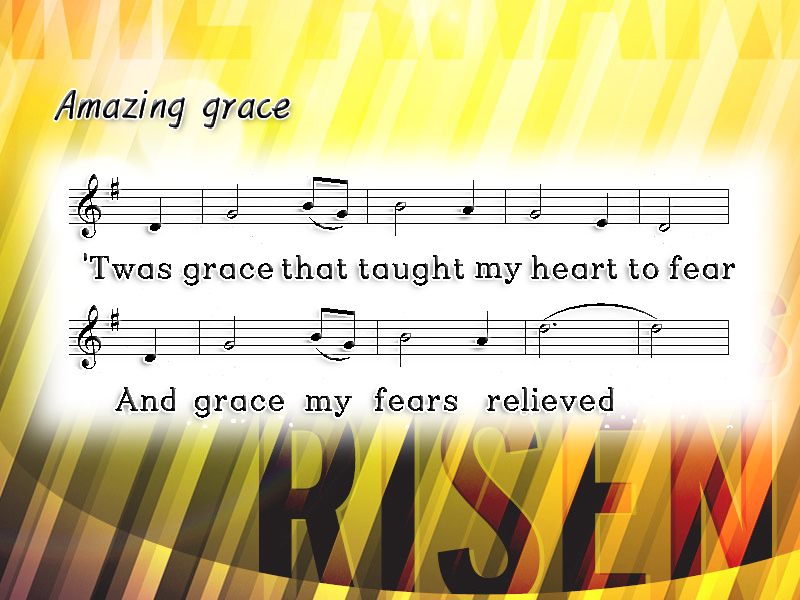 Amazing grace
'Twas grace that taught my heart to fear
And grace my fears relieved
RISEN